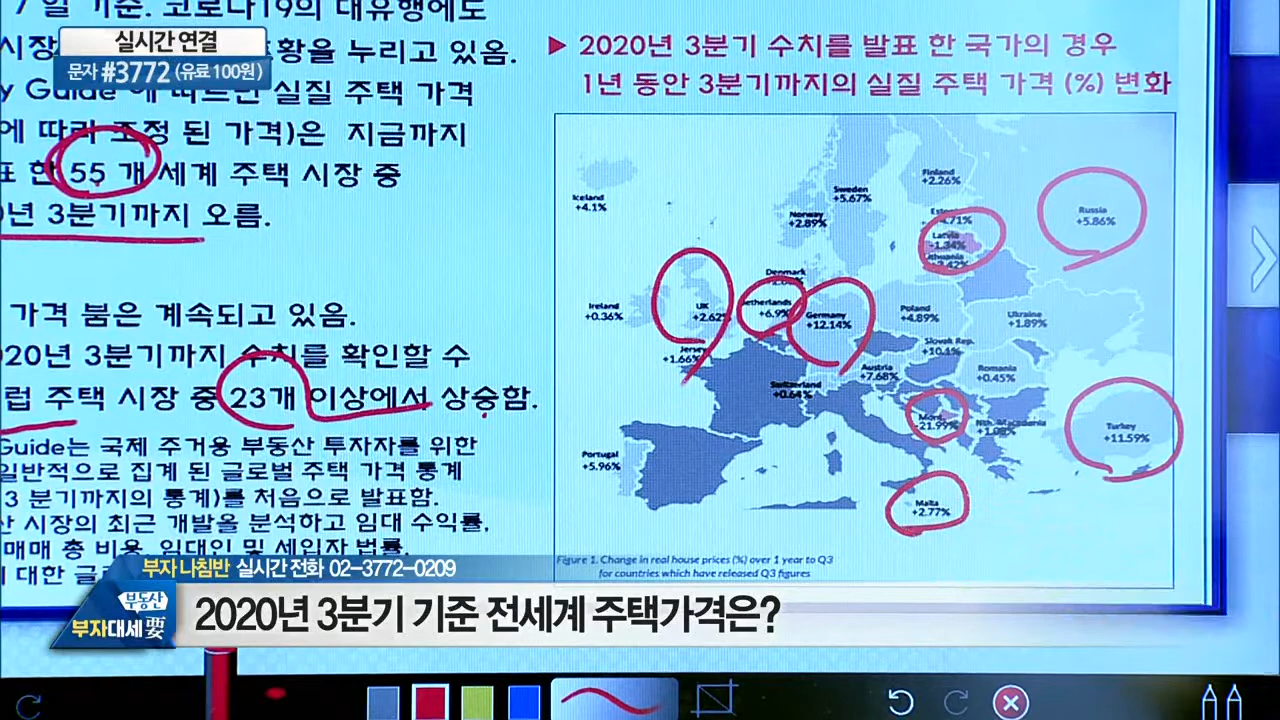 7 일 기준. 코로나19의 대유행에도
시장
호황을 누리고 있음.
y Guide 에 따르면 실질 주택 가격
에 따라 조정 된 가격)은 지금까지
표 한 55 개 세계 주택 시장 중
년 3분기까지 오름.
가격 붐은 계속되고 있음.
20년 3분기까지 수치를 확인할 수
럽 주택 시장 중 23개 이상에서 상승함.
Guide는 국제 주거용 부동산 투자자를 위한
일반적으로 집계 된 글로벌 주택 가격 통계
3 분기까지의 통계)를 처음으로 발표함.
산 시장의 최근 개발을 분석하고 임대 수익률,
매매 총 비용, 임대인 및 세입자 법률,
대한
실시간 연결
문자 #3772 (유료 100원)
▶ 2020년 3분기 수치를 발표 한 국가의 경우
1년 동안 3분기까지의 실질 주택 가격 (%) 변화
Iceland
+4.1%
Norway
+2.89%
Sweden
+5.67%
Finland
+2.26%
4.71%
Latvia
-1.34%
Lithuania
Russia
+5.86%
Denmark
Ireland
+0.36%
UK
+2.62%
Netherlands
+6.9%
Germany
+12.14%
Poland
+4.89%
Ukraine
+1.89%
Jersey
+1.66%
Slovak Rep.
+10.1%
Austria
+7.68%
Romania
+0.45%
Switzerland
+0.64%
Mont.
-21.99%
Nth. Macedonia
+1.08%
Turkey
+11.59%
Portugal
+5.96%
Malta
+2.77%
Figure 1. Change in real house prices (%) over 1 year to Q3
for countries which have released Q3 figures
부자 나침반 실시간 전화 02-3772-0209
부동산
부자대세 要
2020년 3분기 기준 전세계 주택가격은?